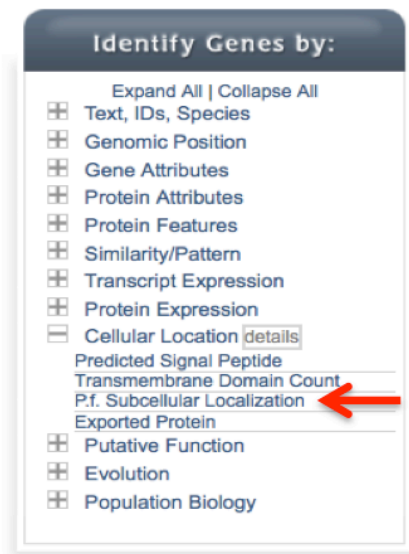 Identify Genes by:
Expand All | Collapse All
Text, IDs, Species
Genomic Position
Gene Attributes
Protein Attributes
Protein Features
Similarity/Pattern
Transcript Expression
Protein Expression
Cellular Location details
Predicted Signal Peptide
Transmembrane Domain Count
P.f. Subcellular Localization
Exported Protein
Putative Function
Evolution
Population Biology